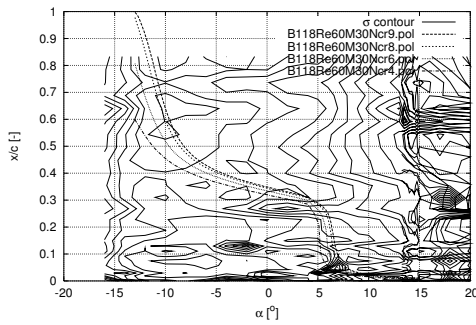 1
0.9
0.8
0.7
0.6
0.5
0.4
0.3
0.2
0.1
0
x/c [-]
σ contour
B118Re60M30Ncr9.pol
B118Re60M30Ncr8.pol
B118Re60M30Ncr6.pol
B118Re60M30Ncr4.pol
-20 -15 -10 -5 0 5 10 15 20
α [°]